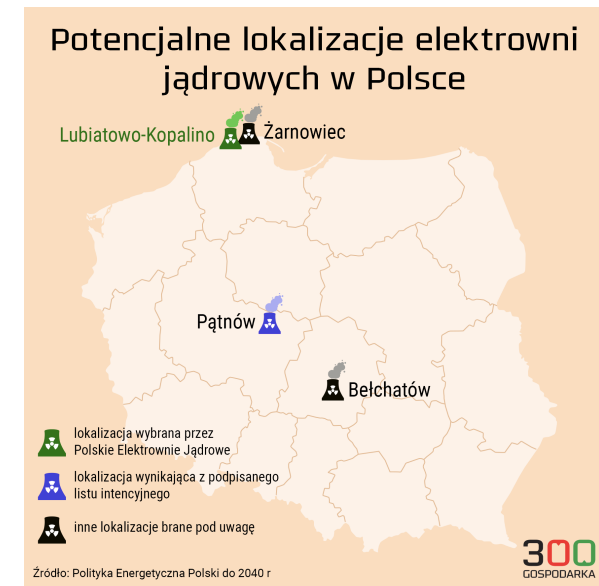 Potencjalne lokalizacje elektrowni
jądrowych w Polsce
Lubiatowo-Kopalino
Żarnowiec
Pątnów
Bełchatów
lokalizacja wybrana przez
Polskie Elektrownie Jądrowe
lokalizacja wynikająca z podpisanego
listu intencyjnego
inne lokalizacje brane pod uwagę
Źródło: Polityka Energetyczna Polski do 2040 r
300
GOSPODARKA